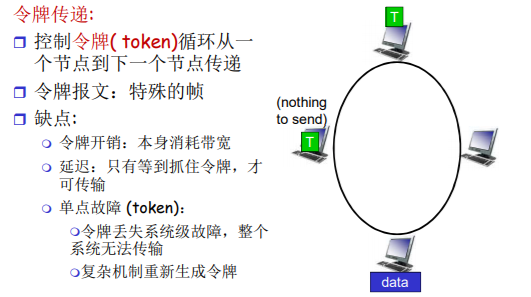 令牌传递:
控制令牌( token)循环从一
个节点到下一个节点传递
令牌报文：特殊的帧
缺点:
令牌开销：本身消耗带宽
延迟：只有等到抓住令牌，才
可传输
单点故障 (token)：
令牌丢失系统级故障，整个
系统无法传输
复杂机制重新生成令牌
T
(nothing
to send)
T
data